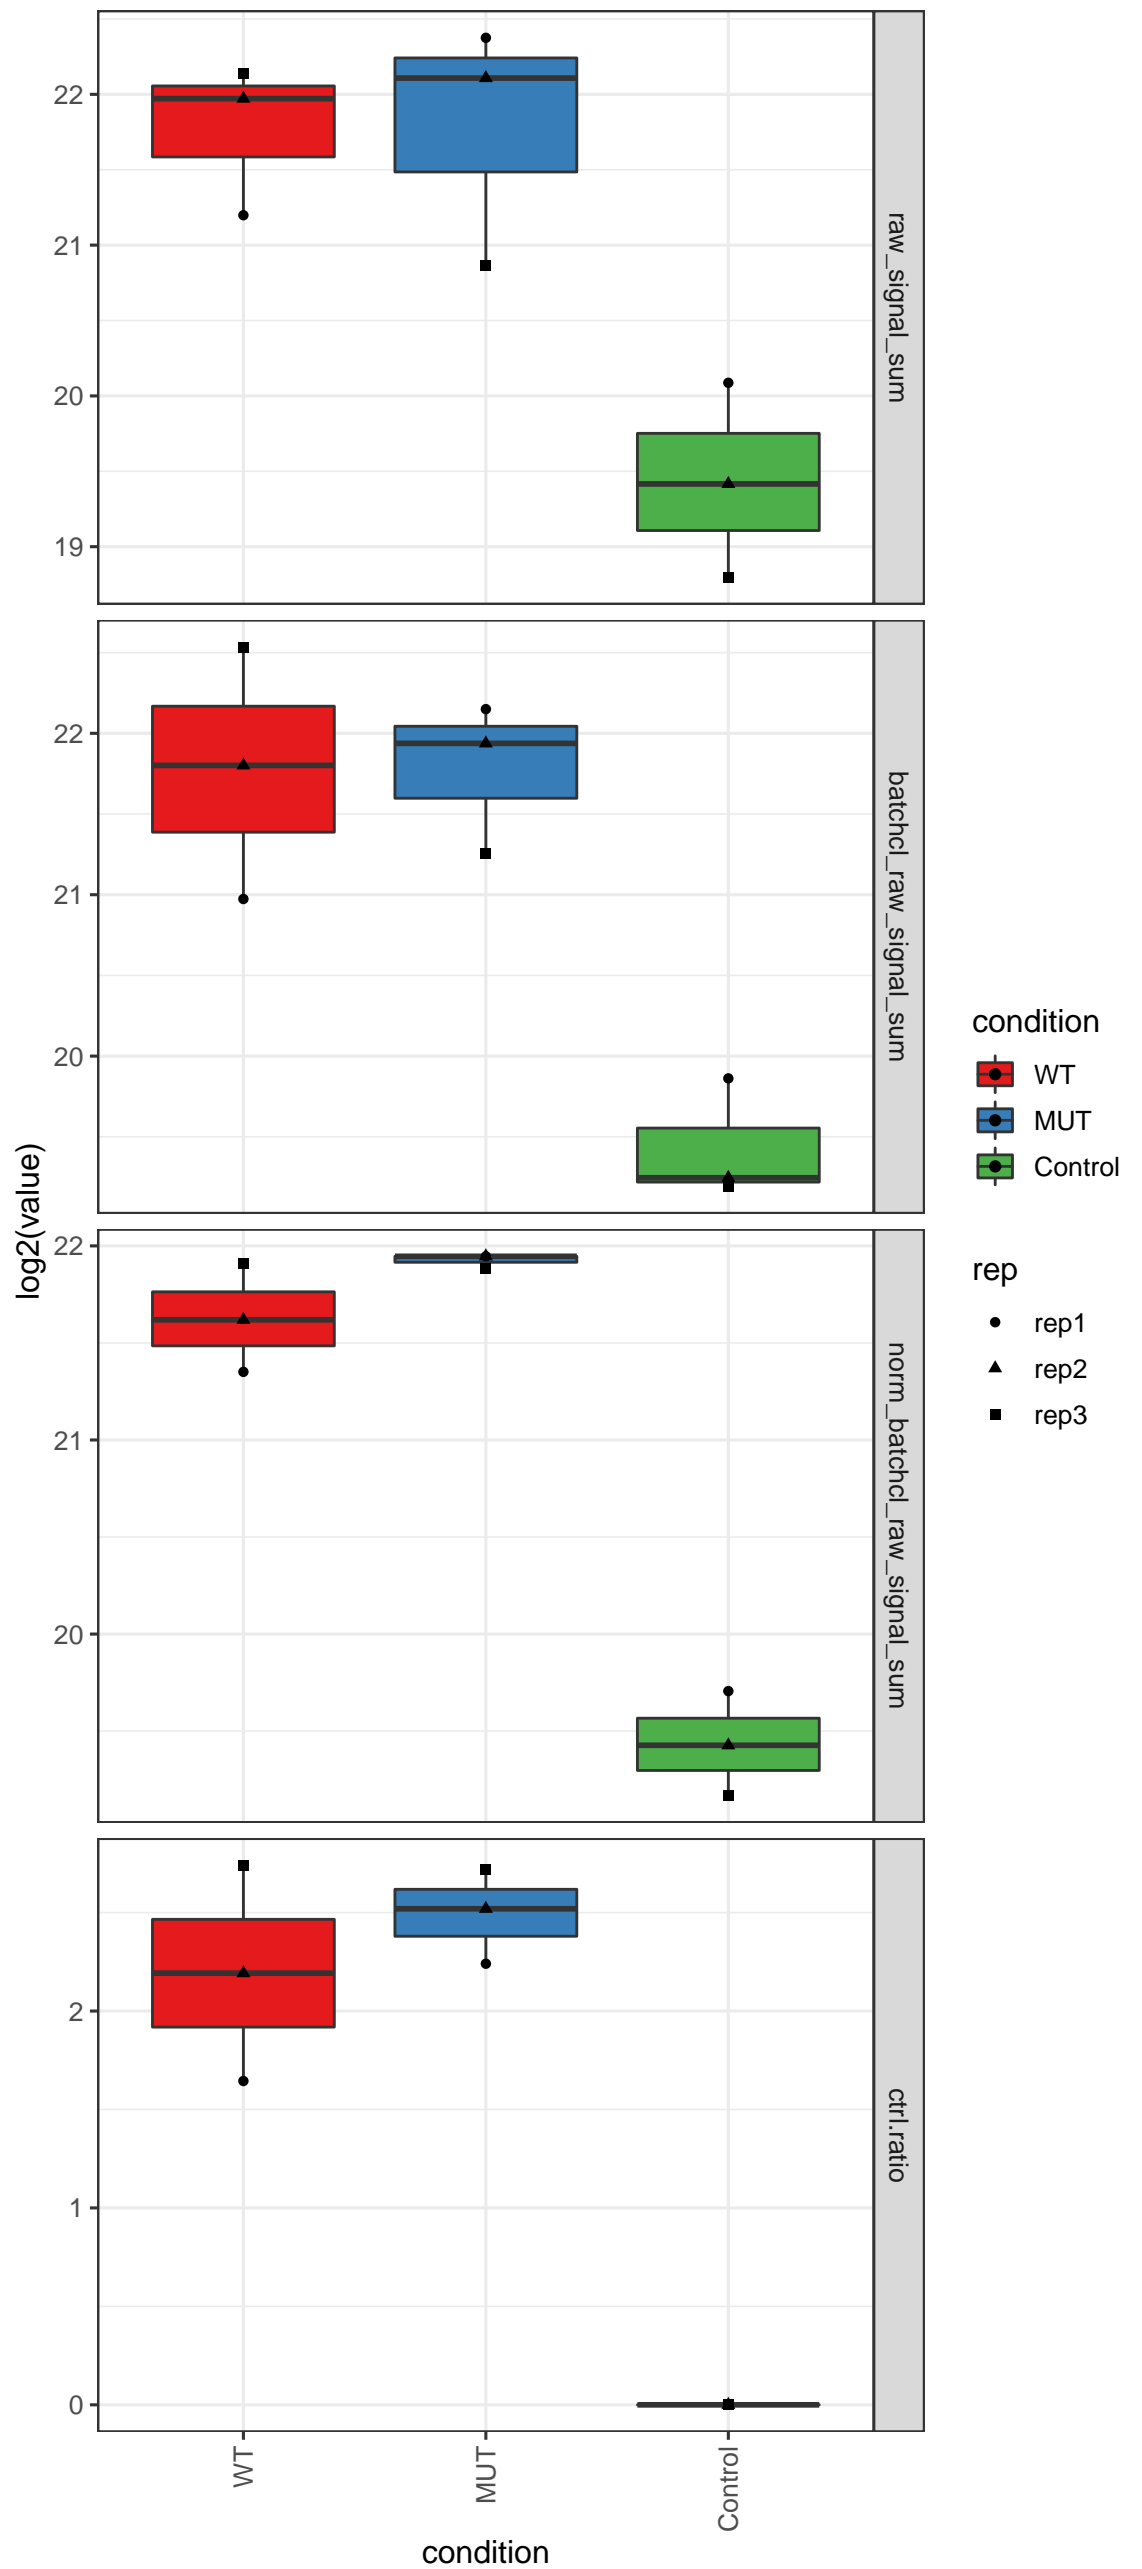 log2(value)
22
21
20
19
raw_signal_sum
22
21
20
batchcl_raw_signal_sum
22
21
20
norm_batchcl_raw_signal_sum
2
1
0
ctrl.ratio
WT
MUT
Control
condition
condition
WT
MUT
Control
rep
rep1
rep2
rep3